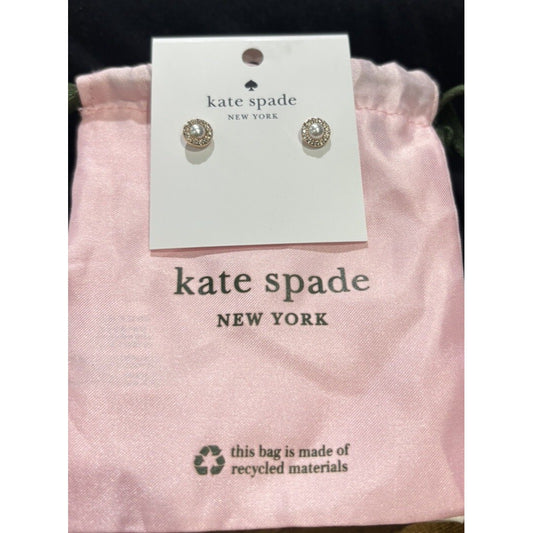 kate spade
NEW YORK
kate spade
NEW YORK
this bag is made of
recycled materials